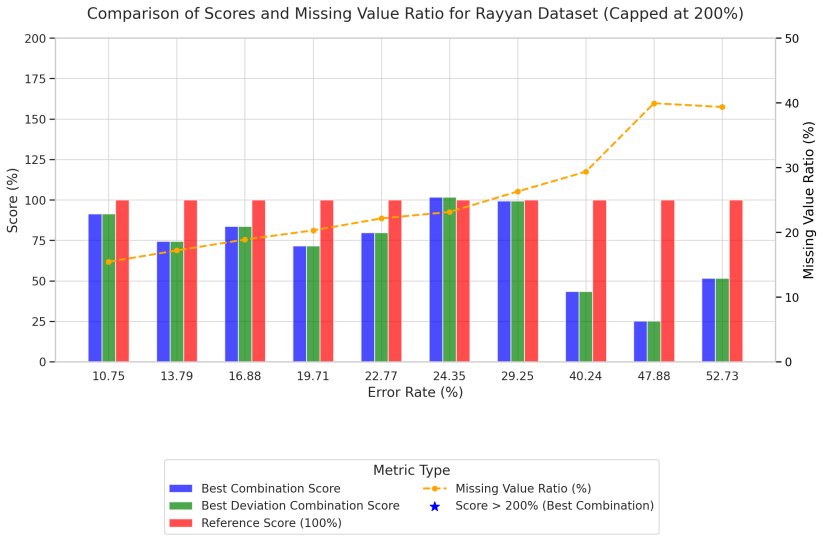 Comparison of Scores and Missing Value Ratio for Rayyan Dataset (Capped at 200%)
200
175
150
125
100
75
50
25
0
Score (%)
50
40
30
20
10
0
Missing Value Ratio (%)
10.75 13.79 16.88 19.71 22.77 24.35 29.25 40.24 47.88 52.73
Error Rate (%)
Metric Type
Best Combination Score
Best Deviation Combination Score
Reference Score (100%)
Missing Value Ratio (%)
Score > 200% (Best Combination)